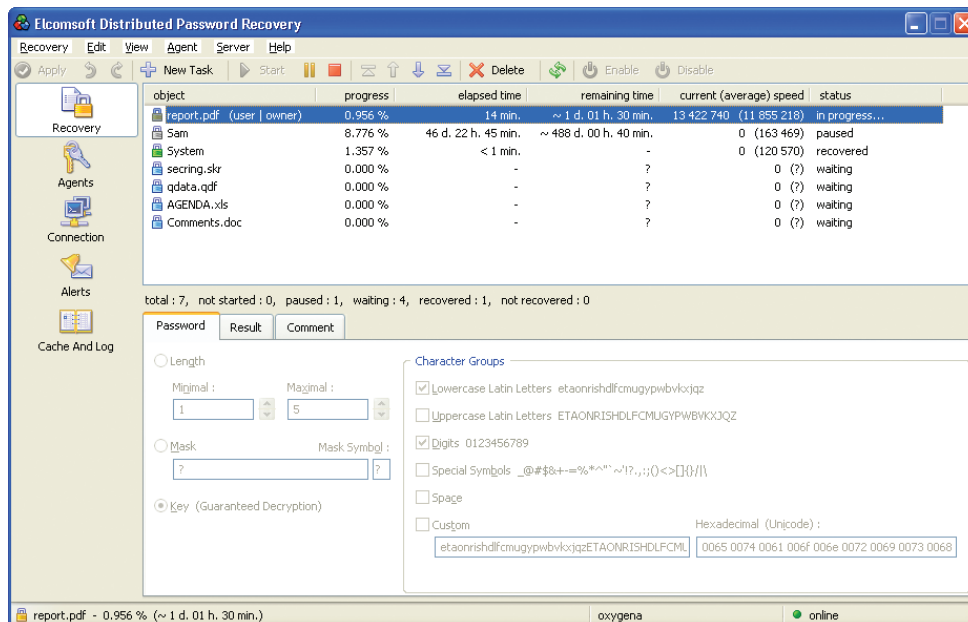 Elcomsoft Distributed Password Recovery
Recovery Edit View Agent Server Help
Apply New Task Start Delete Enable Disable
object progress elapsed time remaining time current (average) speed status
report.pdf (user | owner) 0.956 % 14 min. ~ 1 d. 01 h. 30 min. 13 422 740 (11 855 218) in progress...
Sam 8.776 % 46 d. 22 h. 45 min. ~ 488 d. 00 h. 40 min. 0 (163 469) paused
System 1.357 % < 1 min. - 0 (120 570) recovered
secring.skr 0.000 % - ? 0 (?) waiting
qdata.qdf 0.000 % - ? 0 (?) waiting
AGENDA.xls 0.000 % - ? 0 (?) waiting
Comments.doc 0.000 % - ? 0 (?) waiting
Recovery
Agents
Connection
Alerts
Cache And Log
total : 7, not started : 0, paused : 1, waiting : 4, recovered : 1, not recovered : 0
Password Result Comment
Length
Minimal : Maximal :
1 5
Mask Mask Symbol :
? ?
Key (Guaranteed Decryption)
Character Groups
Lowercase Latin Letters etaonrishdlfcmugypwbvkxjqz
Uppercase Latin Letters ETAONRISHDLFCMUGYPWBVKXJQZ
Digits 0123456789
Special Symbols _@#$&+-=%*^"`~'!?.,:;()<>[]{}/|\
Space
Custom Hexadecimal (Unicode) :
etaonrishdlfcmugypwbvkxjqzETAONRISHDLFCMU 0065 0074 0061 006f 006e 0072 0069 0073 0068
report.pdf - 0.956 % (~ 1 d. 01 h. 30 min.) oxygena online